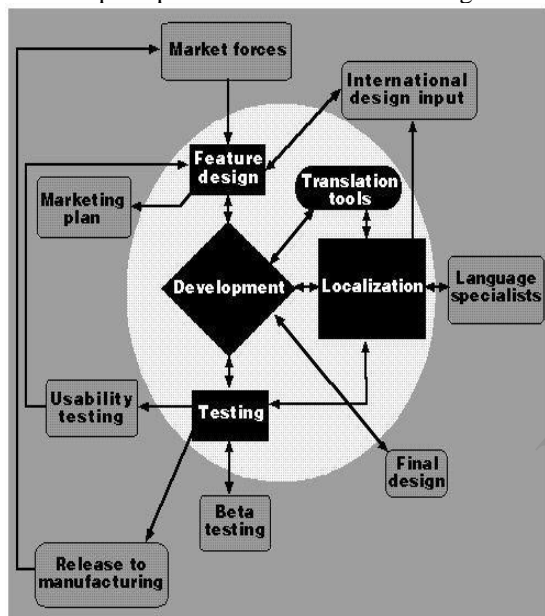 Market forces
International
design input
Feature
design
Translation
tools
Marketing
plan
Development
Localization
Language
specialists
Usability
testing
Testing
Final
design
Beta
testing
Release to
manufacturing